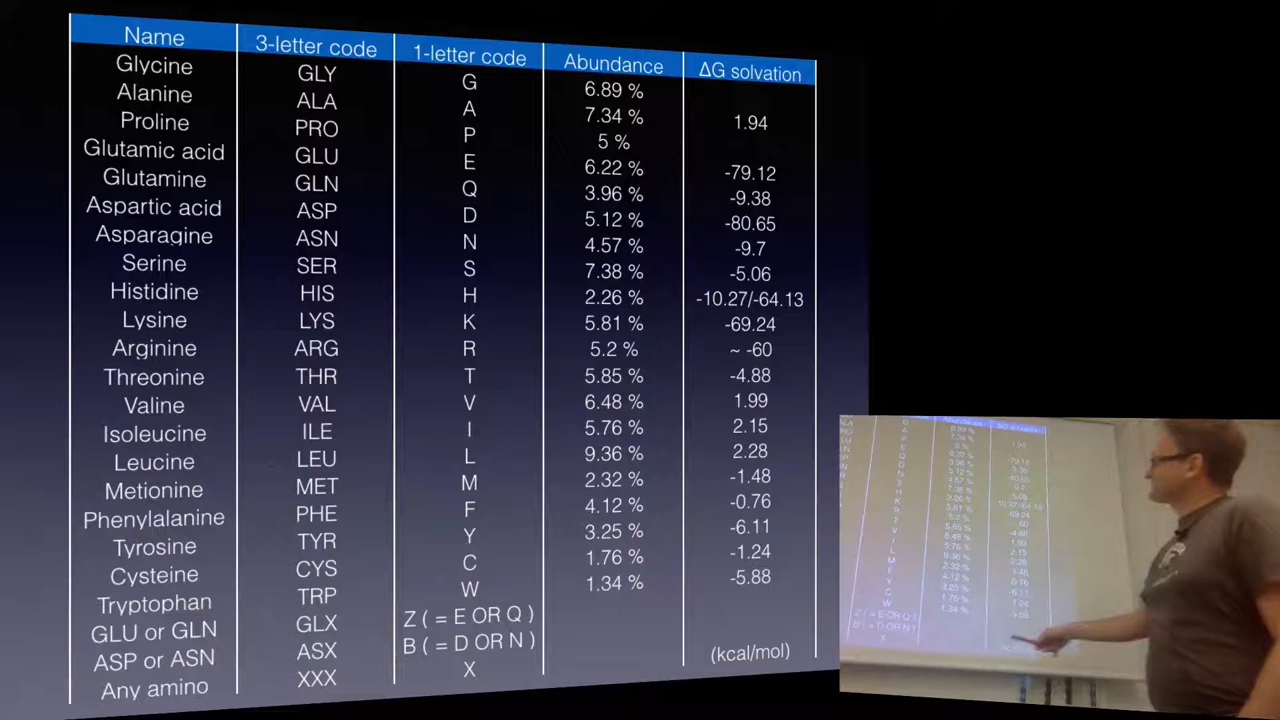 Name 3-letter code 1-letter code Abundance ΔG solvation
Glycine GLY G 6.89 %
Alanine ALA A 7.34 % 1.94
Proline PRO P 5 %
Glutamic acid GLU E 6.22 % -79.12
Glutamine GLN Q 3.96 % -9.38
Aspartic acid ASP D 5.12 % -80.65
Asparagine ASN N 4.57 % -9.7
Serine SER S 7.38 % -5.06
Histidine HIS H 2.26 % -10.27/-64.13
Lysine LYS K 5.81 % -69.24
Arginine ARG R 5.2 % ~ -60
Threonine THR T 5.85 % -4.88
Valine VAL V 6.48 % 1.99
Isoleucine ILE I 5.76 % 2.15
Leucine LEU L 9.36 % 2.28
Metionine MET M 2.32 % -1.48
Phenylalanine PHE F 4.12 % -0.76
Tyrosine TYR Y 3.25 % -6.11
Cysteine CYS C 1.76 % -1.24
Tryptophan TRP W 1.34 % -5.88
GLU or GLN GLX Z ( = E OR Q )
ASP or ASN ASX B ( = D OR N )
Any amino XXX X (kcal/mol)